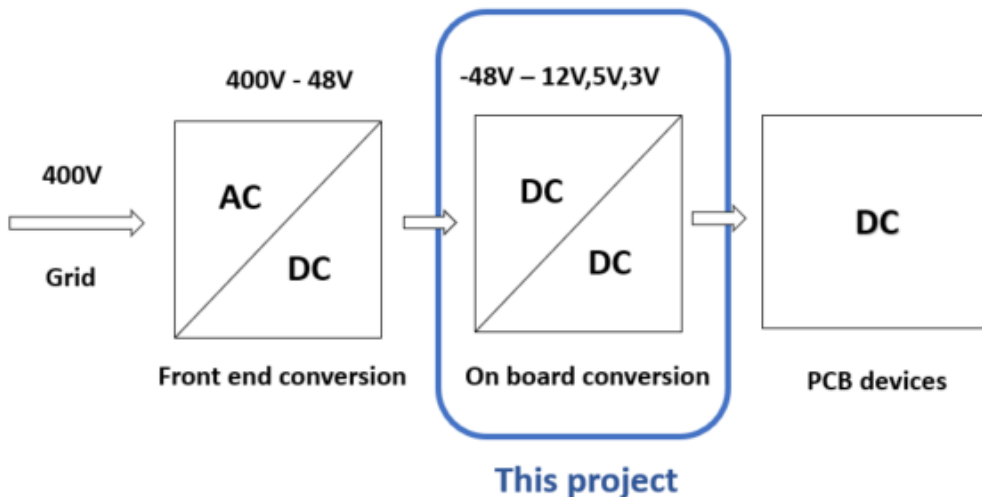 400V - 48V
-48V – 12V,5V,3V
400V
Grid
AC
DC
Front end conversion
DC
DC
On board conversion
DC
PCB devices
This project